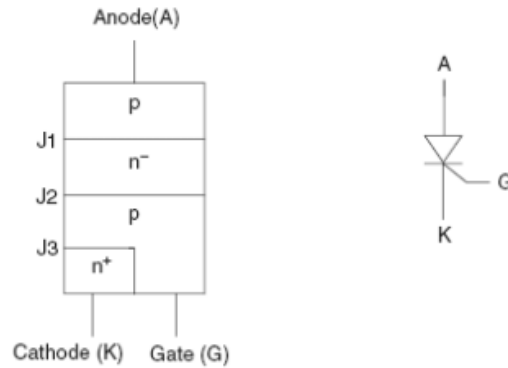 Anode(A)
p
J1
n⁻
J2
p
J3
n⁺
Cathode (K) Gate (G)
A
G
K